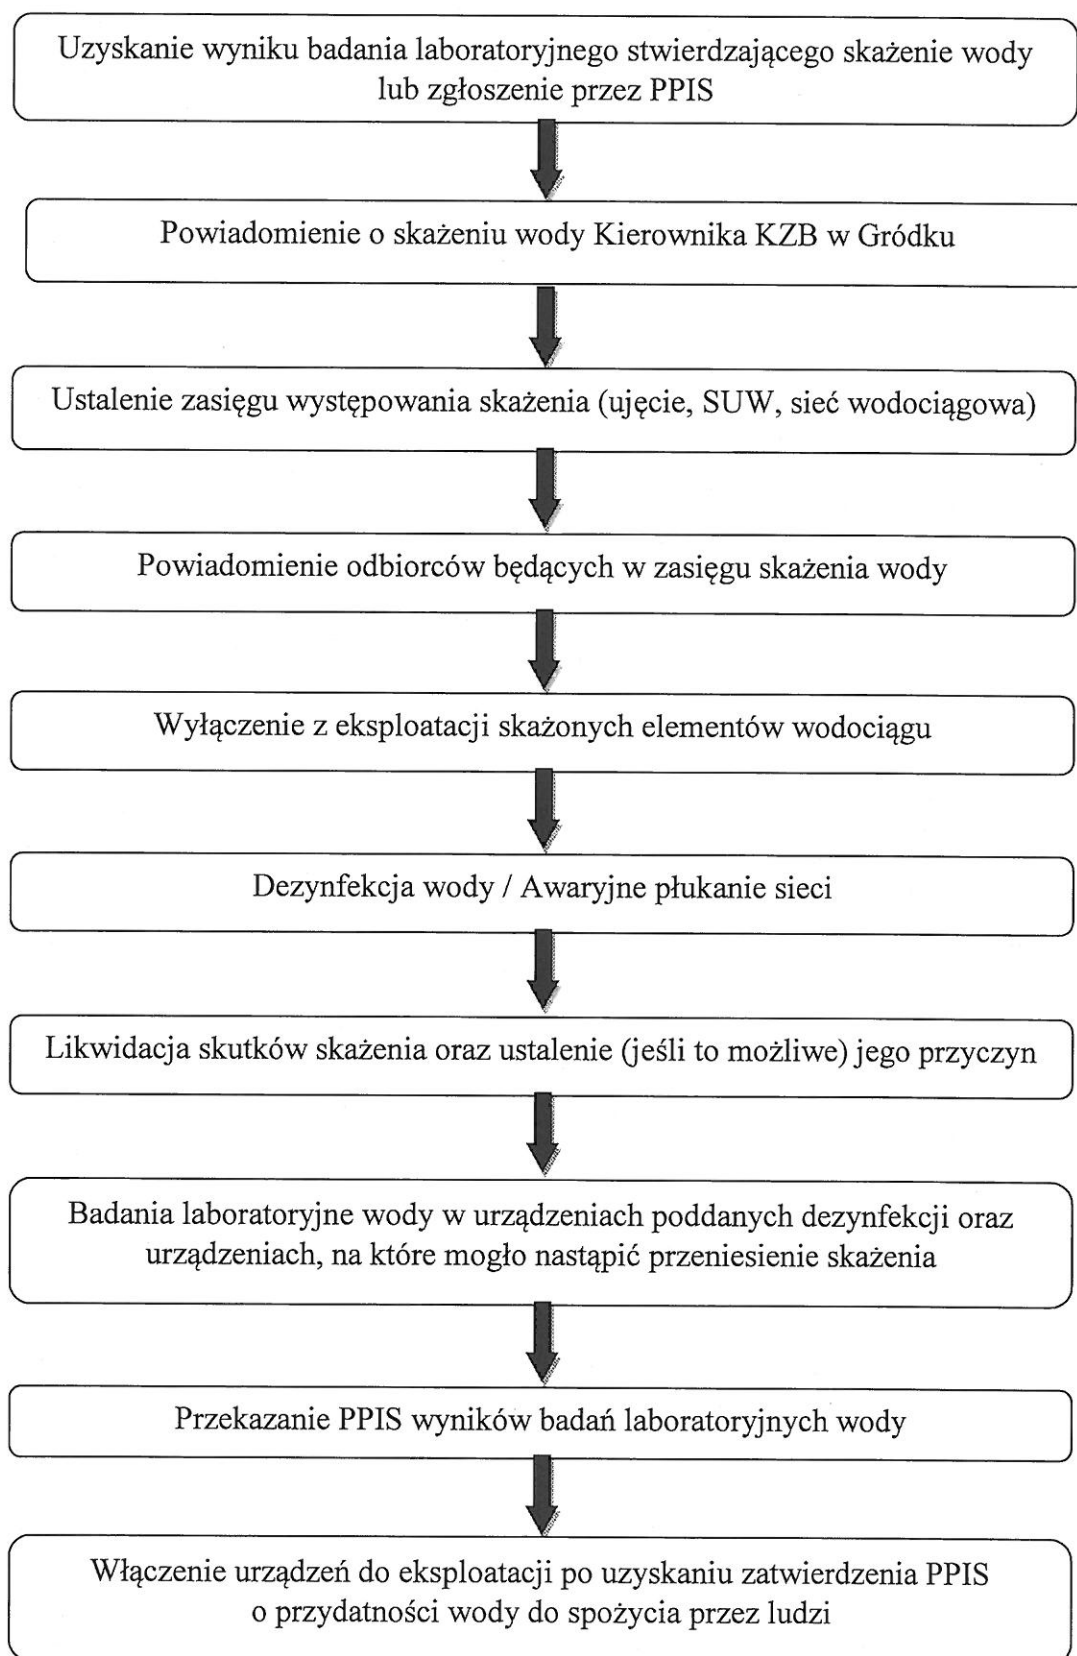 Uzyskanie wyniku badania laboratoryjnego stwierdzającego skażenie wody
lub zgłoszenie przez PPIS
Powiadomienie o skażeniu wody Kierownika KZB w Gródku
Ustalenie zasięgu występowania skażenia (ujęcie, SUW, sieć wodociągowa)
Powiadomienie odbiorców będących w zasięgu skażenia wody
Wyłączenie z eksploatacji skażonych elementów wodociągu
Dezynfekcja wody / Awaryjne płukanie sieci
Likwidacja skutków skażenia oraz ustalenie (jeśli to możliwe) jego przyczyn
Badania laboratoryjne wody w urządzeniach poddanych dezynfekcji oraz
urządzeniach, na które mogło nastąpić przeniesienie skażenia
Przekazanie PPIS wyników badań laboratoryjnych wody
Włączenie urządzeń do eksploatacji po uzyskaniu zatwierdzenia PPIS
o przydatności wody do spożycia przez ludzi